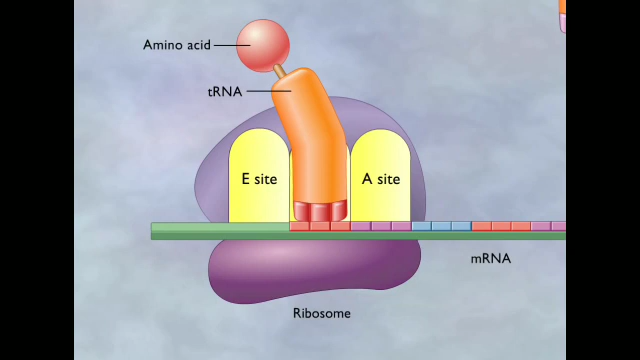 Amino acid
tRNA
E site
A site
mRNA
Ribosome